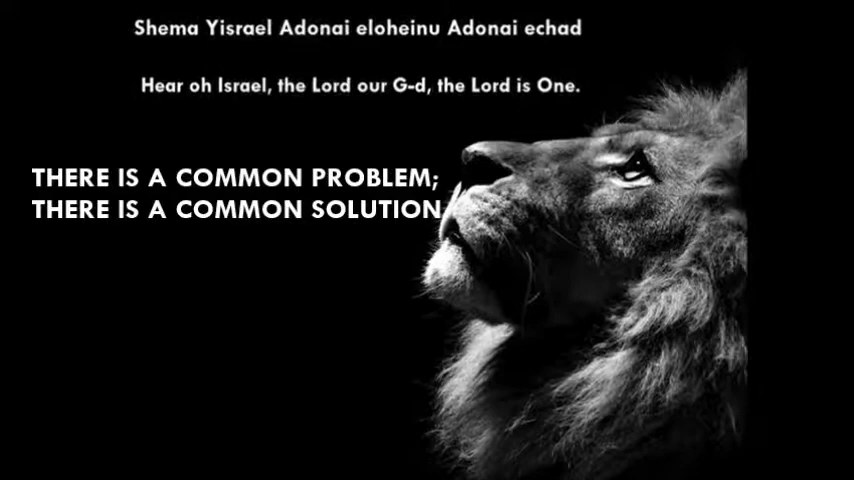 Shema Yisrael Adonai eloheinu Adonai echad
Hear oh Israel, the Lord our G-d, the Lord is One.
THERE IS A COMMON PROBLEM;
THERE IS A COMMON SOLUTION